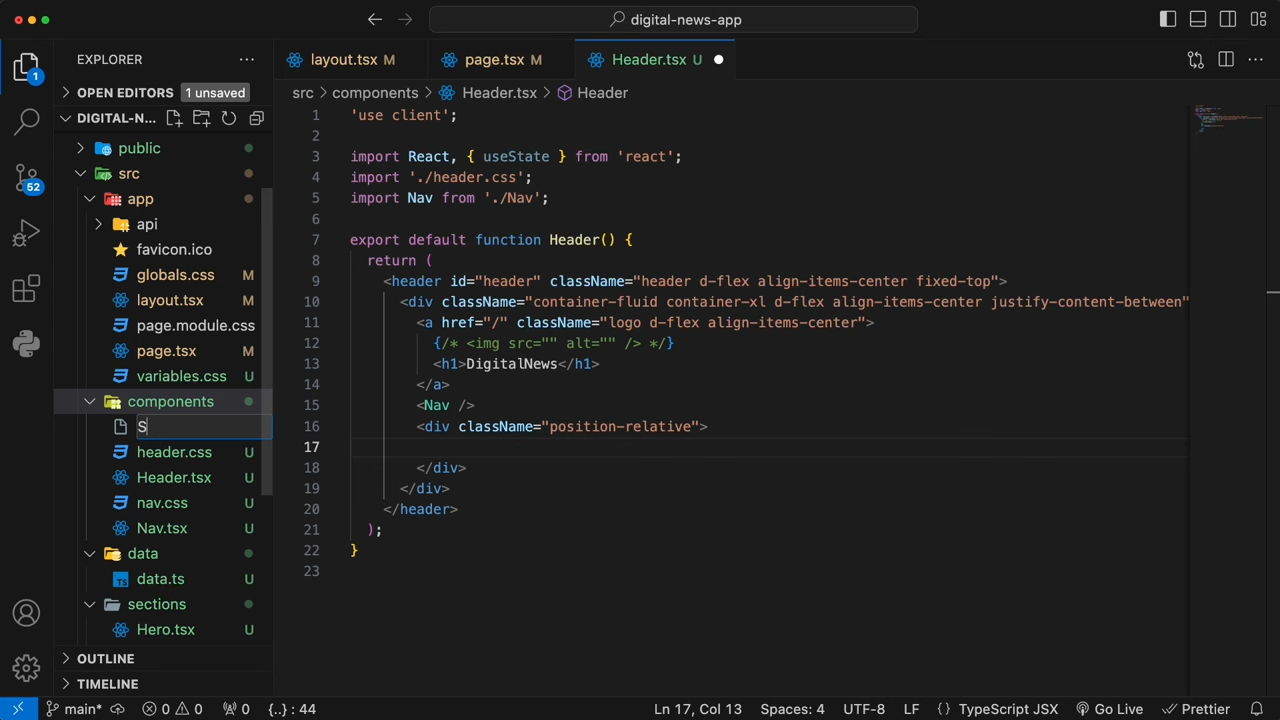 digital-news-app
EXPLORER
layout.tsx M
page.tsx M
Header.tsx U
OPEN EDITORS 1 unsaved
src > components > Header.tsx > Header
DIGITAL-N...
public
src
app
api
favicon.ico
globals.css M
layout.tsx M
page.module.css
page.tsx M
variables.css U
components
S
header.css U
Header.tsx U
nav.css U
Nav.tsx U
data
data.ts U
sections
Hero.tsx U
OUTLINE
TIMELINE
1
52
1 'use client';
2
3 import React, { useState } from 'react';
4 import './header.css';
5 import Nav from './Nav';
6
7 export default function Header() {
8 return (
9 <header id="header" className="header d-flex align-items-center fixed-top">
10 <div className="container-fluid container-xl d-flex align-items-center justify-content-between"
11 <a href="/" className="logo d-flex align-items-center">
12 {/* <img src="" alt="" /> */}
13 <h1>DigitalNews</h1>
14 </a>
15 <Nav />
16 <div className="position-relative">
17
18 </div>
19 </div>
20 </header>
21 );
22 }
23
main* 0 0 0 {..} : 44 Ln 17, Col 13 Spaces: 4 UTF-8 LF {} TypeScript JSX Go Live Prettier